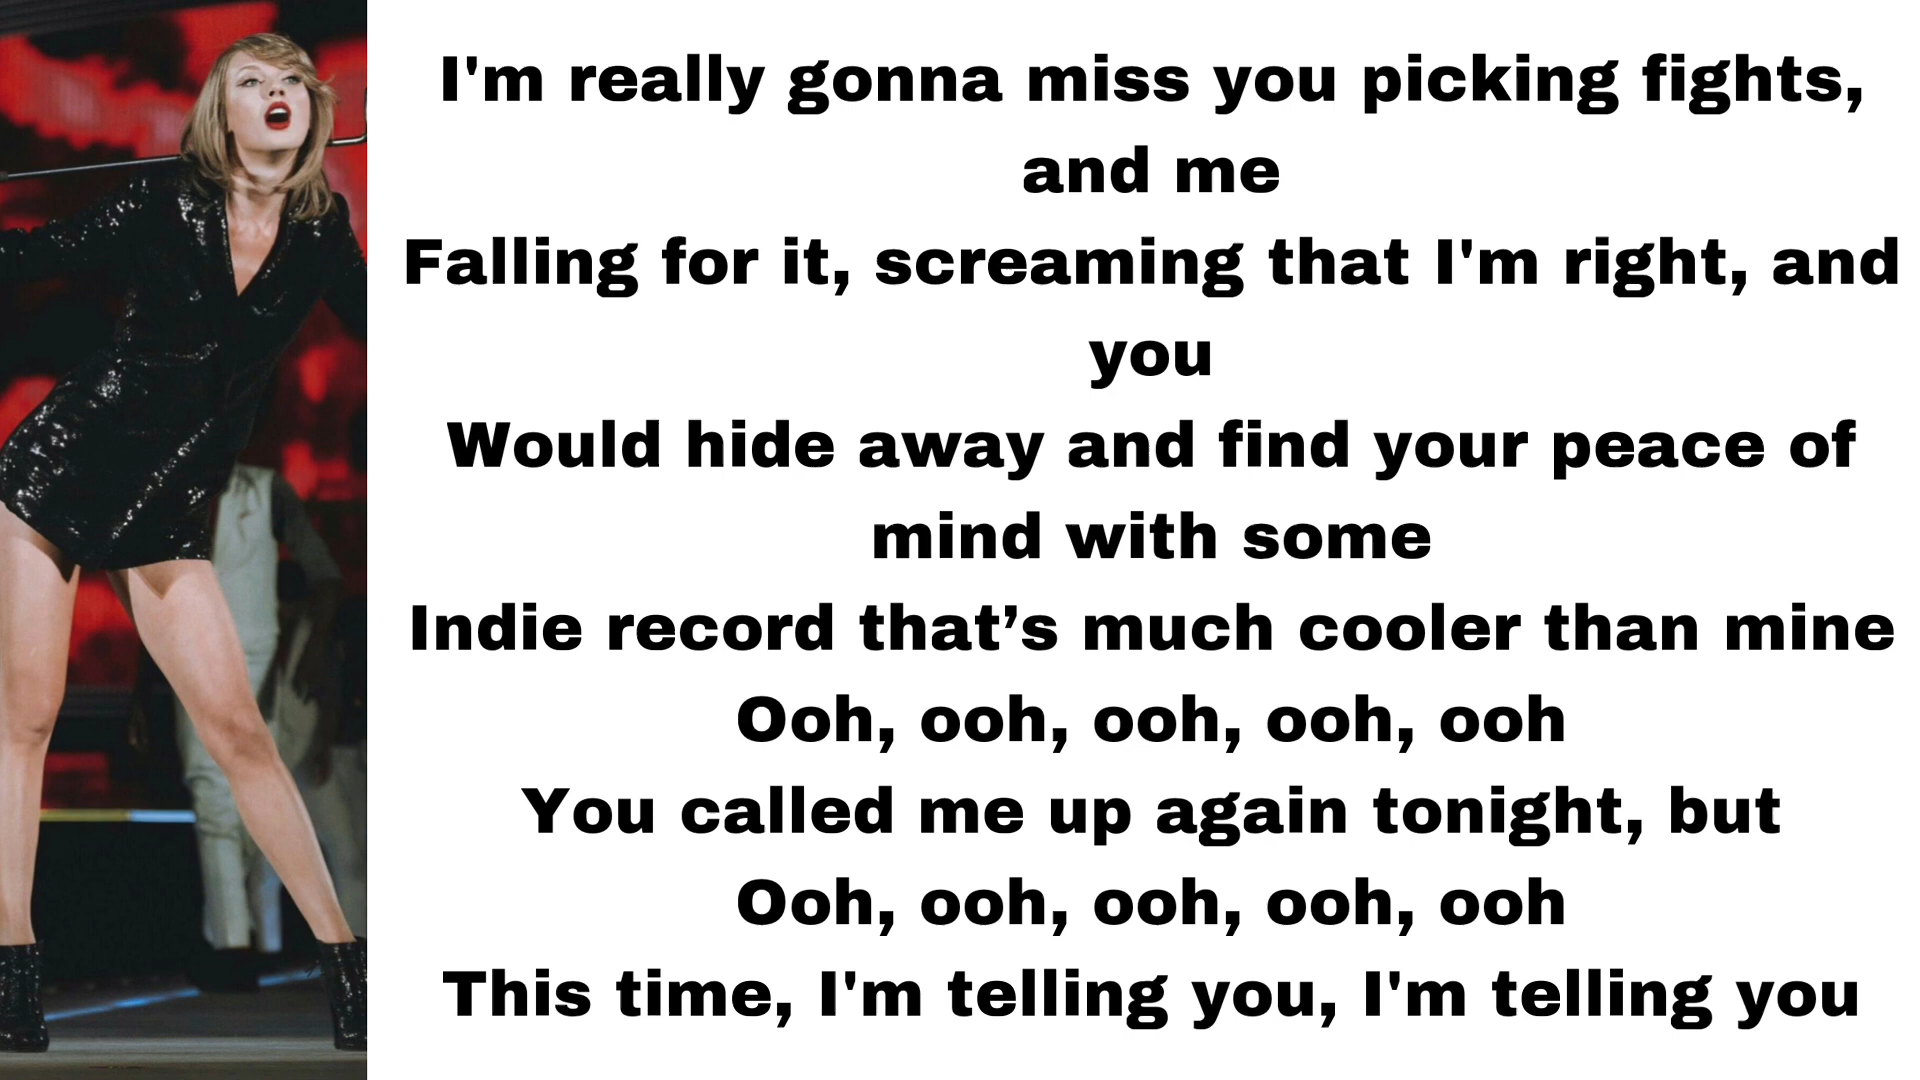 I'm really gonna miss you picking fights,
and me
Falling for it, screaming that I'm right, and
you
Would hide away and find your peace of
mind with some
Indie record that’s much cooler than mine
Ooh, ooh, ooh, ooh, ooh
You called me up again tonight, but
Ooh, ooh, ooh, ooh, ooh
This time, I'm telling you, I'm telling you